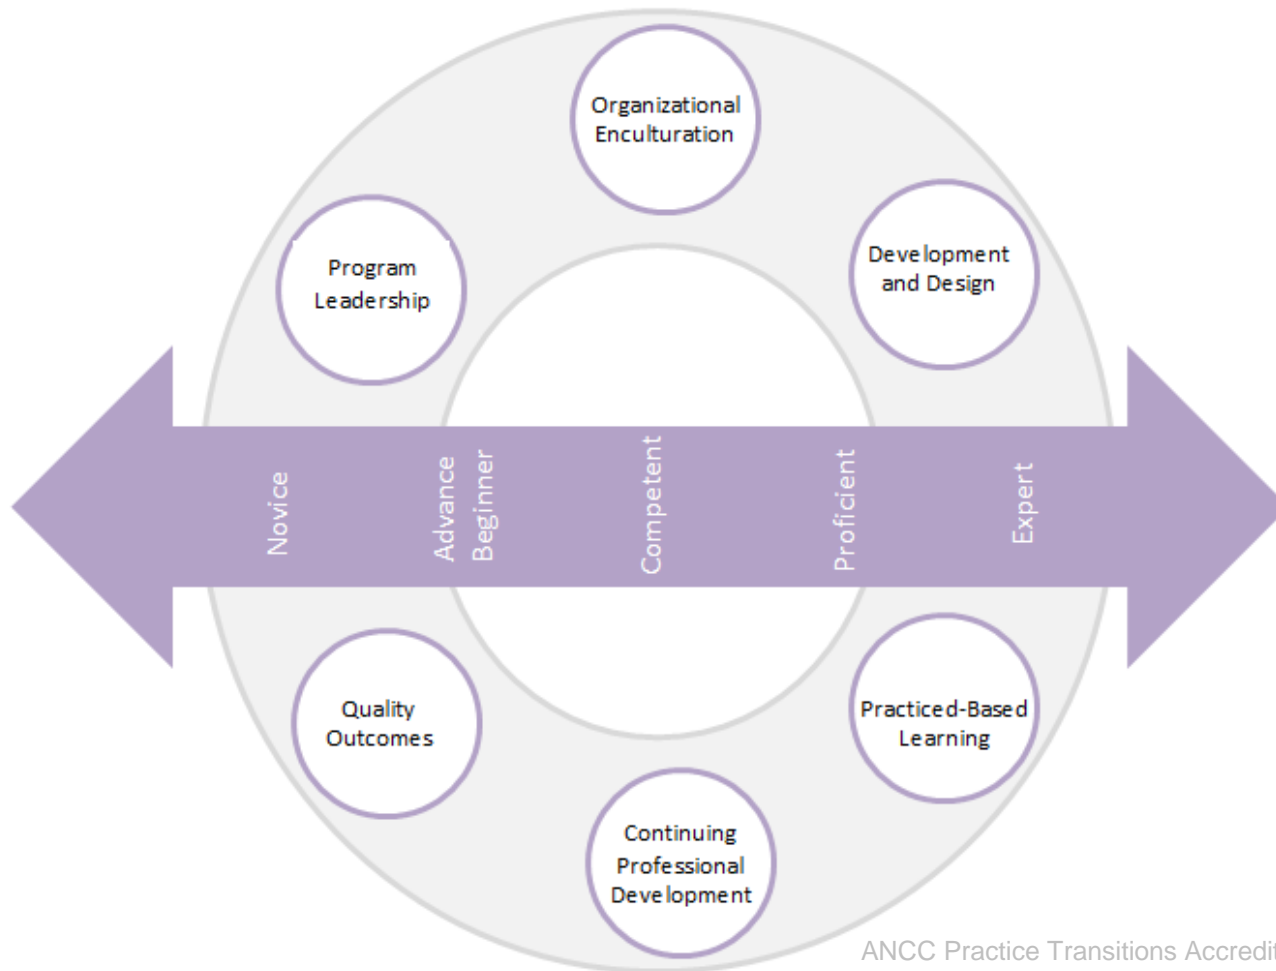 Organizational
Enculturation
Program
Leadership
Development
and Design
Novice
Advance
Beginner
Competent
Proficient
Expert
Quality
Outcomes
Practiced-Based
Learning
Continuing
Professional
Development
ANCC Practice Transitions Accredit